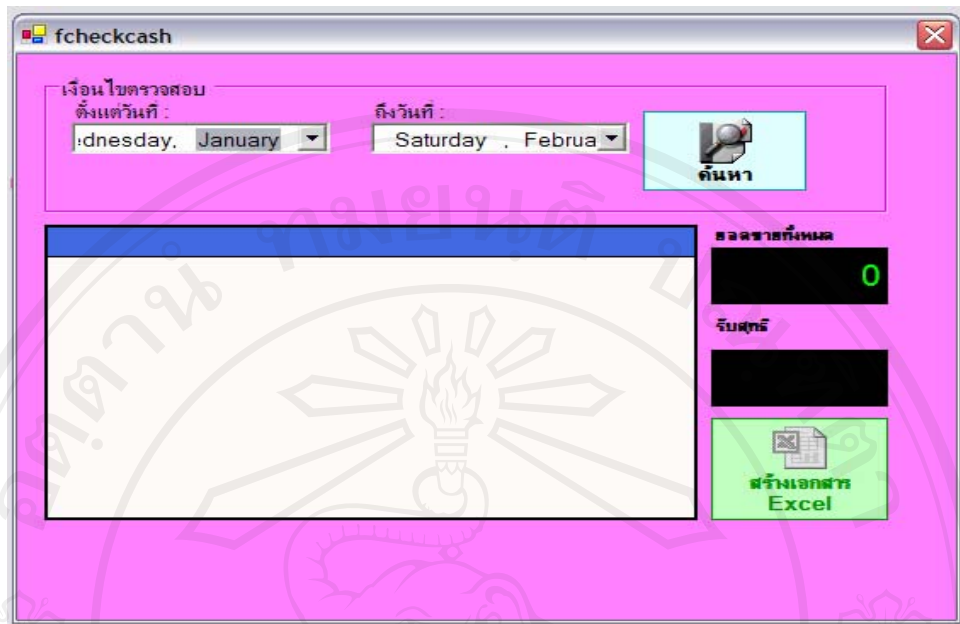 fcheckcash
เงื่อนไขตรวจสอบ
ตั้งแต่วันที่ :
ถึงวันที่ :
dnesday, January
Saturday , Februa
ค้นหา
ยอดขายทั้งหมด
0
รับสุทธิ
สร้างเอกสาร
Excel